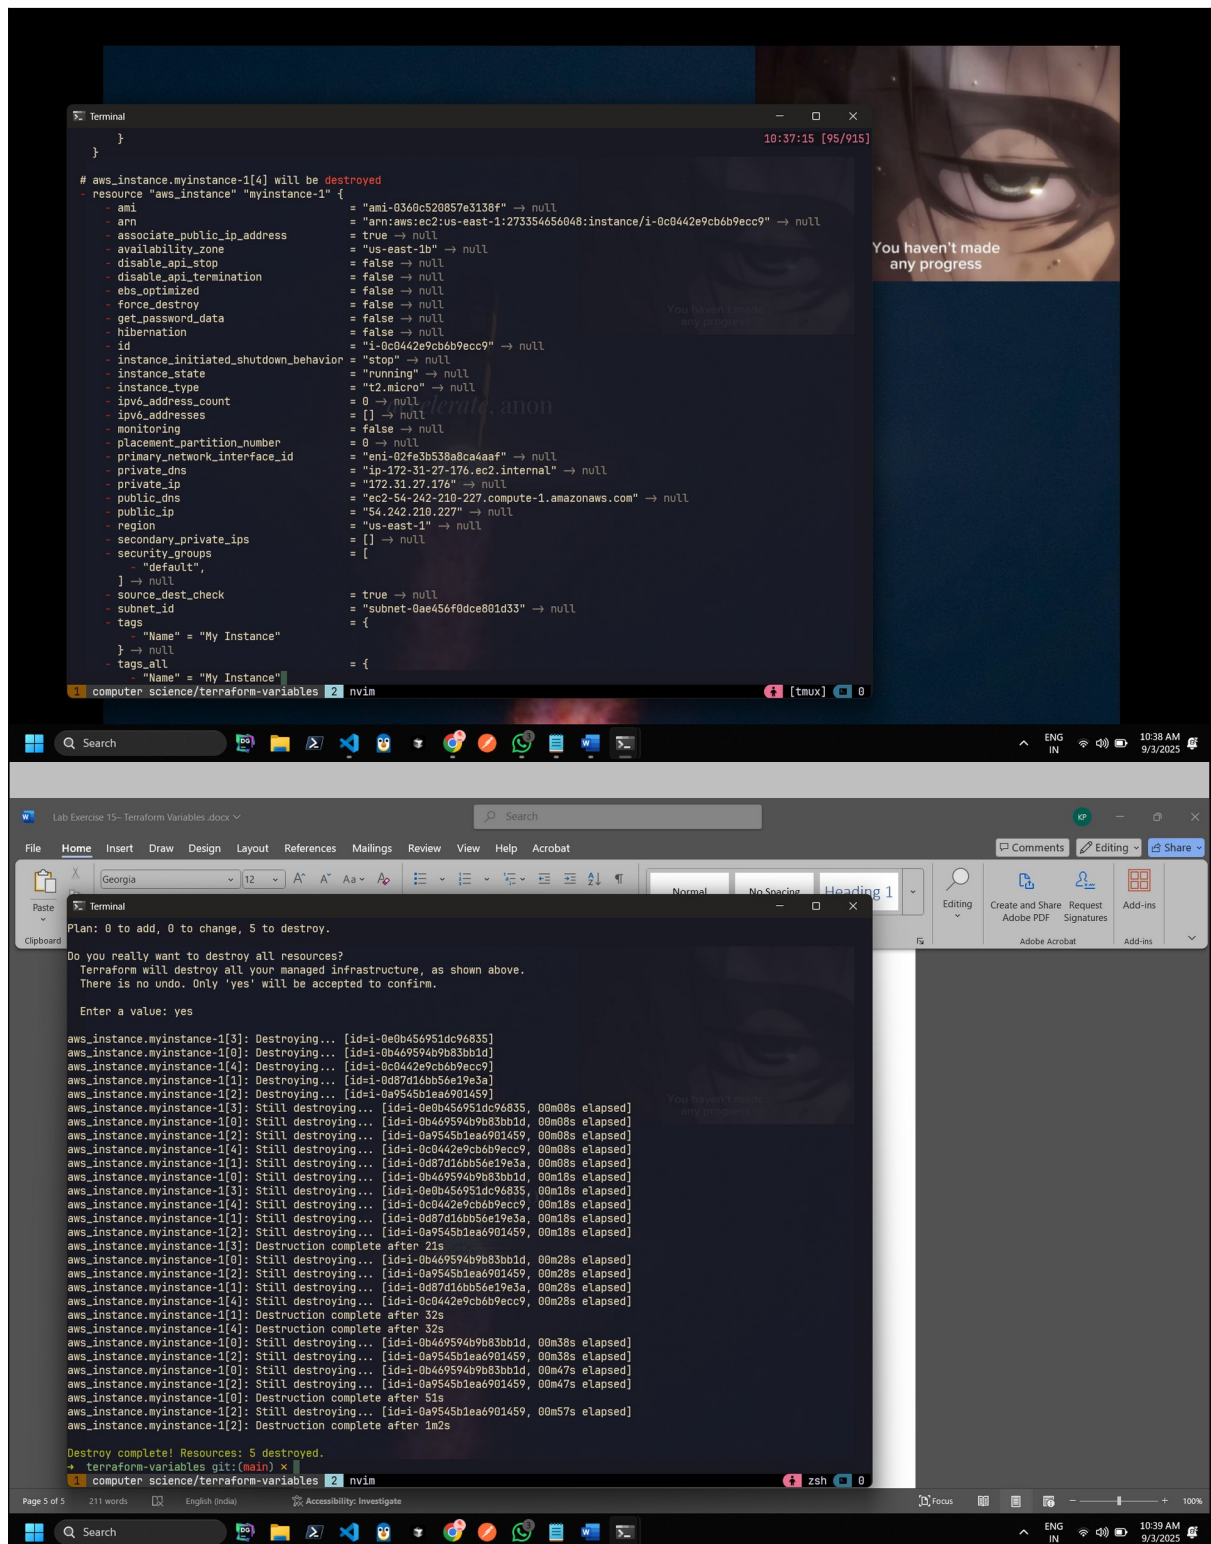 Terminal
}
10:37:15 [95/915]
}
# aws_instance.myinstance-1[4] will be destroyed
- resource "aws_instance" "myinstance-1" {
- ami = "ami-0360c520857e3138f" → null
- arn = "arn:aws:ec2:us-east-1:273354656048:instance/i-0c0442e9cb6b9ecc9" → null
- associate_public_ip_address = true → null
- availability_zone = "us-east-1b" → null
- disable_api_stop = false → null
- disable_api_termination = false → null
- ebs_optimized = false → null
- force_destroy = false → null
- get_password_data = false → null
- hibernation = false → null
- id = "i-0c0442e9cb6b9ecc9" → null
- instance_initiated_shutdown_behavior = "stop" → null
- instance_state = "running" → null
- instance_type = "t2.micro" → null
- ipv6_address_count = 0 → null
- ipv6_addresses = [] → null
- monitoring = false → null
- placement_partition_number = 0 → null
- primary_network_interface_id = "eni-02fe3b538a8ca4aaf" → null
- private_dns = "ip-172-31-27-176.ec2.internal" → null
- private_ip = "172.31.27.176" → null
- public_dns = "ec2-54-242-210-227.compute-1.amazonaws.com" → null
- public_ip = "54.242.210.227" → null
- region = "us-east-1" → null
- secondary_private_ips = [] → null
- security_groups = [
- "default",
] → null
- source_dest_check = true → null
- subnet_id = "subnet-0ae456f0dce801d33" → null
- tags = {
- "Name" = "My Instance"
} → null
- tags_all = {
- "Name" = "My Instance"
1 computer science/terraform-variables 2 nvim [tmux] 0
You haven't made
any progress
Search
ENG
IN
10:38 AM
9/3/2025
Lab Exercise 15– Terraform Variables .docx
Search
KP
File Home Insert Draw Design Layout References Mailings Review View Help Acrobat
Comments Editing Share
Paste
Clipboard
Georgia 12
Normal No Spacing Heading 1
Editing
Create and Share Adobe PDF
Request Signatures
Add-ins
Adobe Acrobat
Add-ins
Terminal
Plan: 0 to add, 0 to change, 5 to destroy.
Do you really want to destroy all resources?
Terraform will destroy all your managed infrastructure, as shown above.
There is no undo. Only 'yes' will be accepted to confirm.
Enter a value: yes
aws_instance.myinstance-1[3]: Destroying... [id=i-0e0b456951dc96835]
aws_instance.myinstance-1[0]: Destroying... [id=i-0b469594b9b83bb1d]
aws_instance.myinstance-1[4]: Destroying... [id=i-0c0442e9cb6b9ecc9]
aws_instance.myinstance-1[1]: Destroying... [id=i-0d87d16bb56e19e3a]
aws_instance.myinstance-1[2]: Destroying... [id=i-0a9545b1ea6901459]
aws_instance.myinstance-1[3]: Still destroying... [id=i-0e0b456951dc96835, 00m08s elapsed]
aws_instance.myinstance-1[0]: Still destroying... [id=i-0b469594b9b83bb1d, 00m08s elapsed]
aws_instance.myinstance-1[2]: Still destroying... [id=i-0a9545b1ea6901459, 00m08s elapsed]
aws_instance.myinstance-1[4]: Still destroying... [id=i-0c0442e9cb6b9ecc9, 00m08s elapsed]
aws_instance.myinstance-1[1]: Still destroying... [id=i-0d87d16bb56e19e3a, 00m08s elapsed]
aws_instance.myinstance-1[0]: Still destroying... [id=i-0b469594b9b83bb1d, 00m18s elapsed]
aws_instance.myinstance-1[3]: Still destroying... [id=i-0e0b456951dc96835, 00m18s elapsed]
aws_instance.myinstance-1[4]: Still destroying... [id=i-0c0442e9cb6b9ecc9, 00m18s elapsed]
aws_instance.myinstance-1[1]: Still destroying... [id=i-0d87d16bb56e19e3a, 00m18s elapsed]
aws_instance.myinstance-1[2]: Still destroying... [id=i-0a9545b1ea6901459, 00m18s elapsed]
aws_instance.myinstance-1[3]: Destruction complete after 21s
aws_instance.myinstance-1[0]: Still destroying... [id=i-0b469594b9b83bb1d, 00m28s elapsed]
aws_instance.myinstance-1[2]: Still destroying... [id=i-0a9545b1ea6901459, 00m28s elapsed]
aws_instance.myinstance-1[1]: Still destroying... [id=i-0d87d16bb56e19e3a, 00m28s elapsed]
aws_instance.myinstance-1[4]: Still destroying... [id=i-0c0442e9cb6b9ecc9, 00m28s elapsed]
aws_instance.myinstance-1[1]: Destruction complete after 32s
aws_instance.myinstance-1[4]: Destruction complete after 32s
aws_instance.myinstance-1[0]: Still destroying... [id=i-0b469594b9b83bb1d, 00m38s elapsed]
aws_instance.myinstance-1[2]: Still destroying... [id=i-0a9545b1ea6901459, 00m38s elapsed]
aws_instance.myinstance-1[0]: Still destroying... [id=i-0b469594b9b83bb1d, 00m47s elapsed]
aws_instance.myinstance-1[2]: Still destroying... [id=i-0a9545b1ea6901459, 00m47s elapsed]
aws_instance.myinstance-1[0]: Destruction complete after 51s
aws_instance.myinstance-1[2]: Still destroying... [id=i-0a9545b1ea6901459, 00m57s elapsed]
aws_instance.myinstance-1[2]: Destruction complete after 1m2s
Destroy complete! Resources: 5 destroyed.
→ terraform-variables git:(main) ×
1 computer science/terraform-variables 2 nvim zsh 0
Page 5 of 5 211 words English (India) Accessibility: Investigate Focus 100%
Search
ENG
IN
10:39 AM
9/3/2025